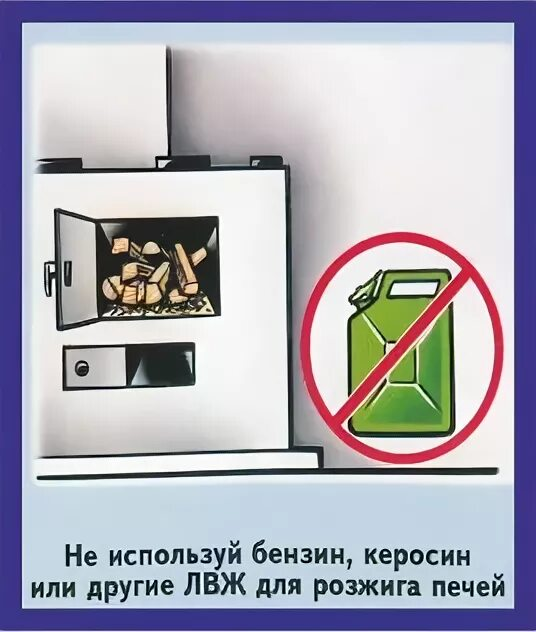 Не используй бензин, керосин
или другие ЛВЖ для розжига печей